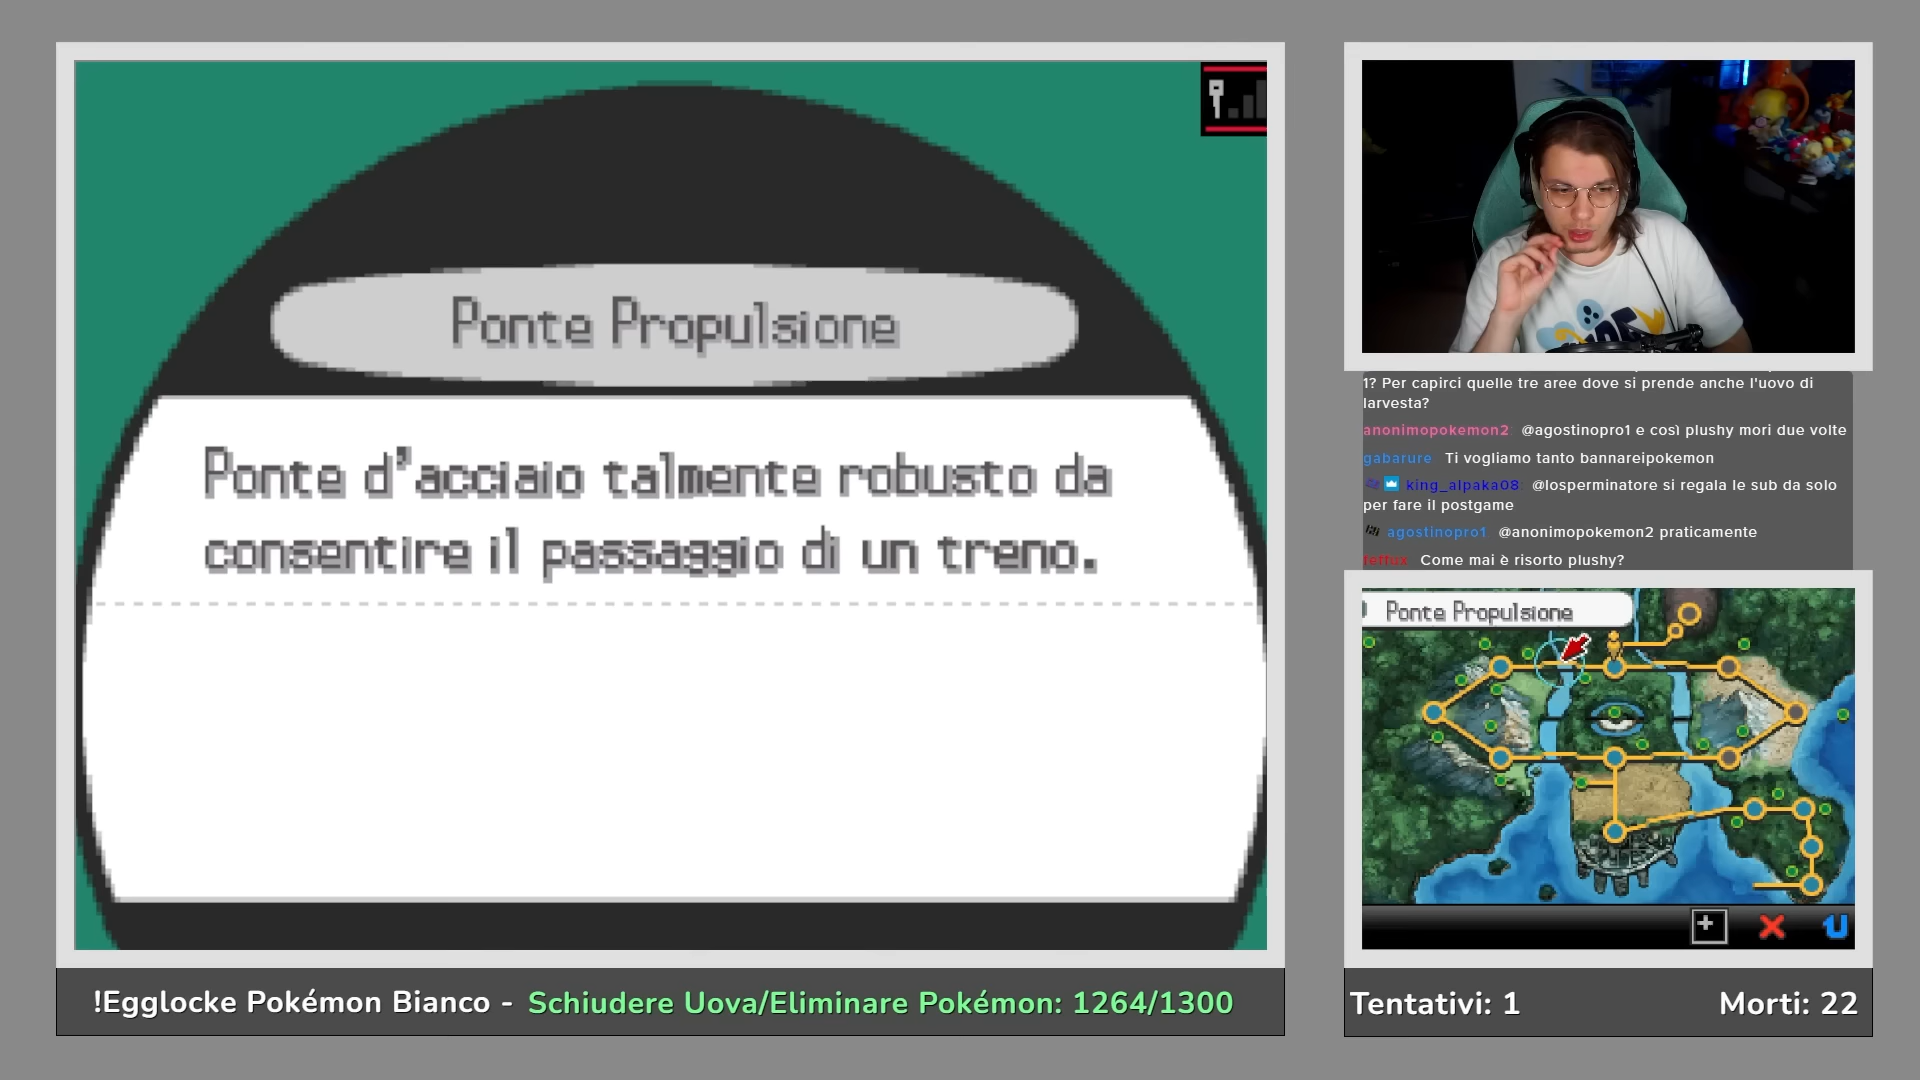 Ponte Propulsione
Ponte d'acciaio talmente robusto da
consentire il passaggio di un treno.
1? Per capirci quelle tre aree dove si prende anche l'uovo di
larvesta?
anonimopokemon2: @agostinopro1 e così plushy mori due volte
gabarure: Ti vogliamo tanto bannareipokemon
king_alpaka08: @losperminatore si regala le sub da solo
per fare il postgame
agostinopro1: @anonimopokemon2 praticamente
Come mai è risorto plushy?
Ponte Propulsione
!Egglocke Pokémon Bianco - Schiudere Uova/Eliminare Pokémon: 1264/1300
Tentativi: 1 Morti: 22